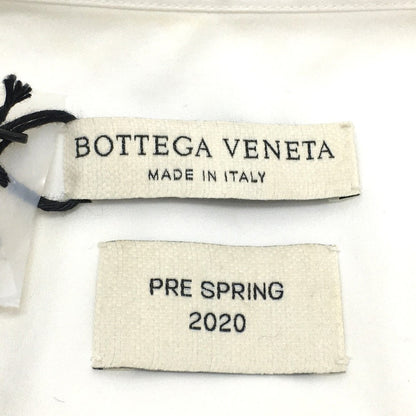 BOTTEGA VENETA
MADE IN ITALY
PRE SPRING
2020